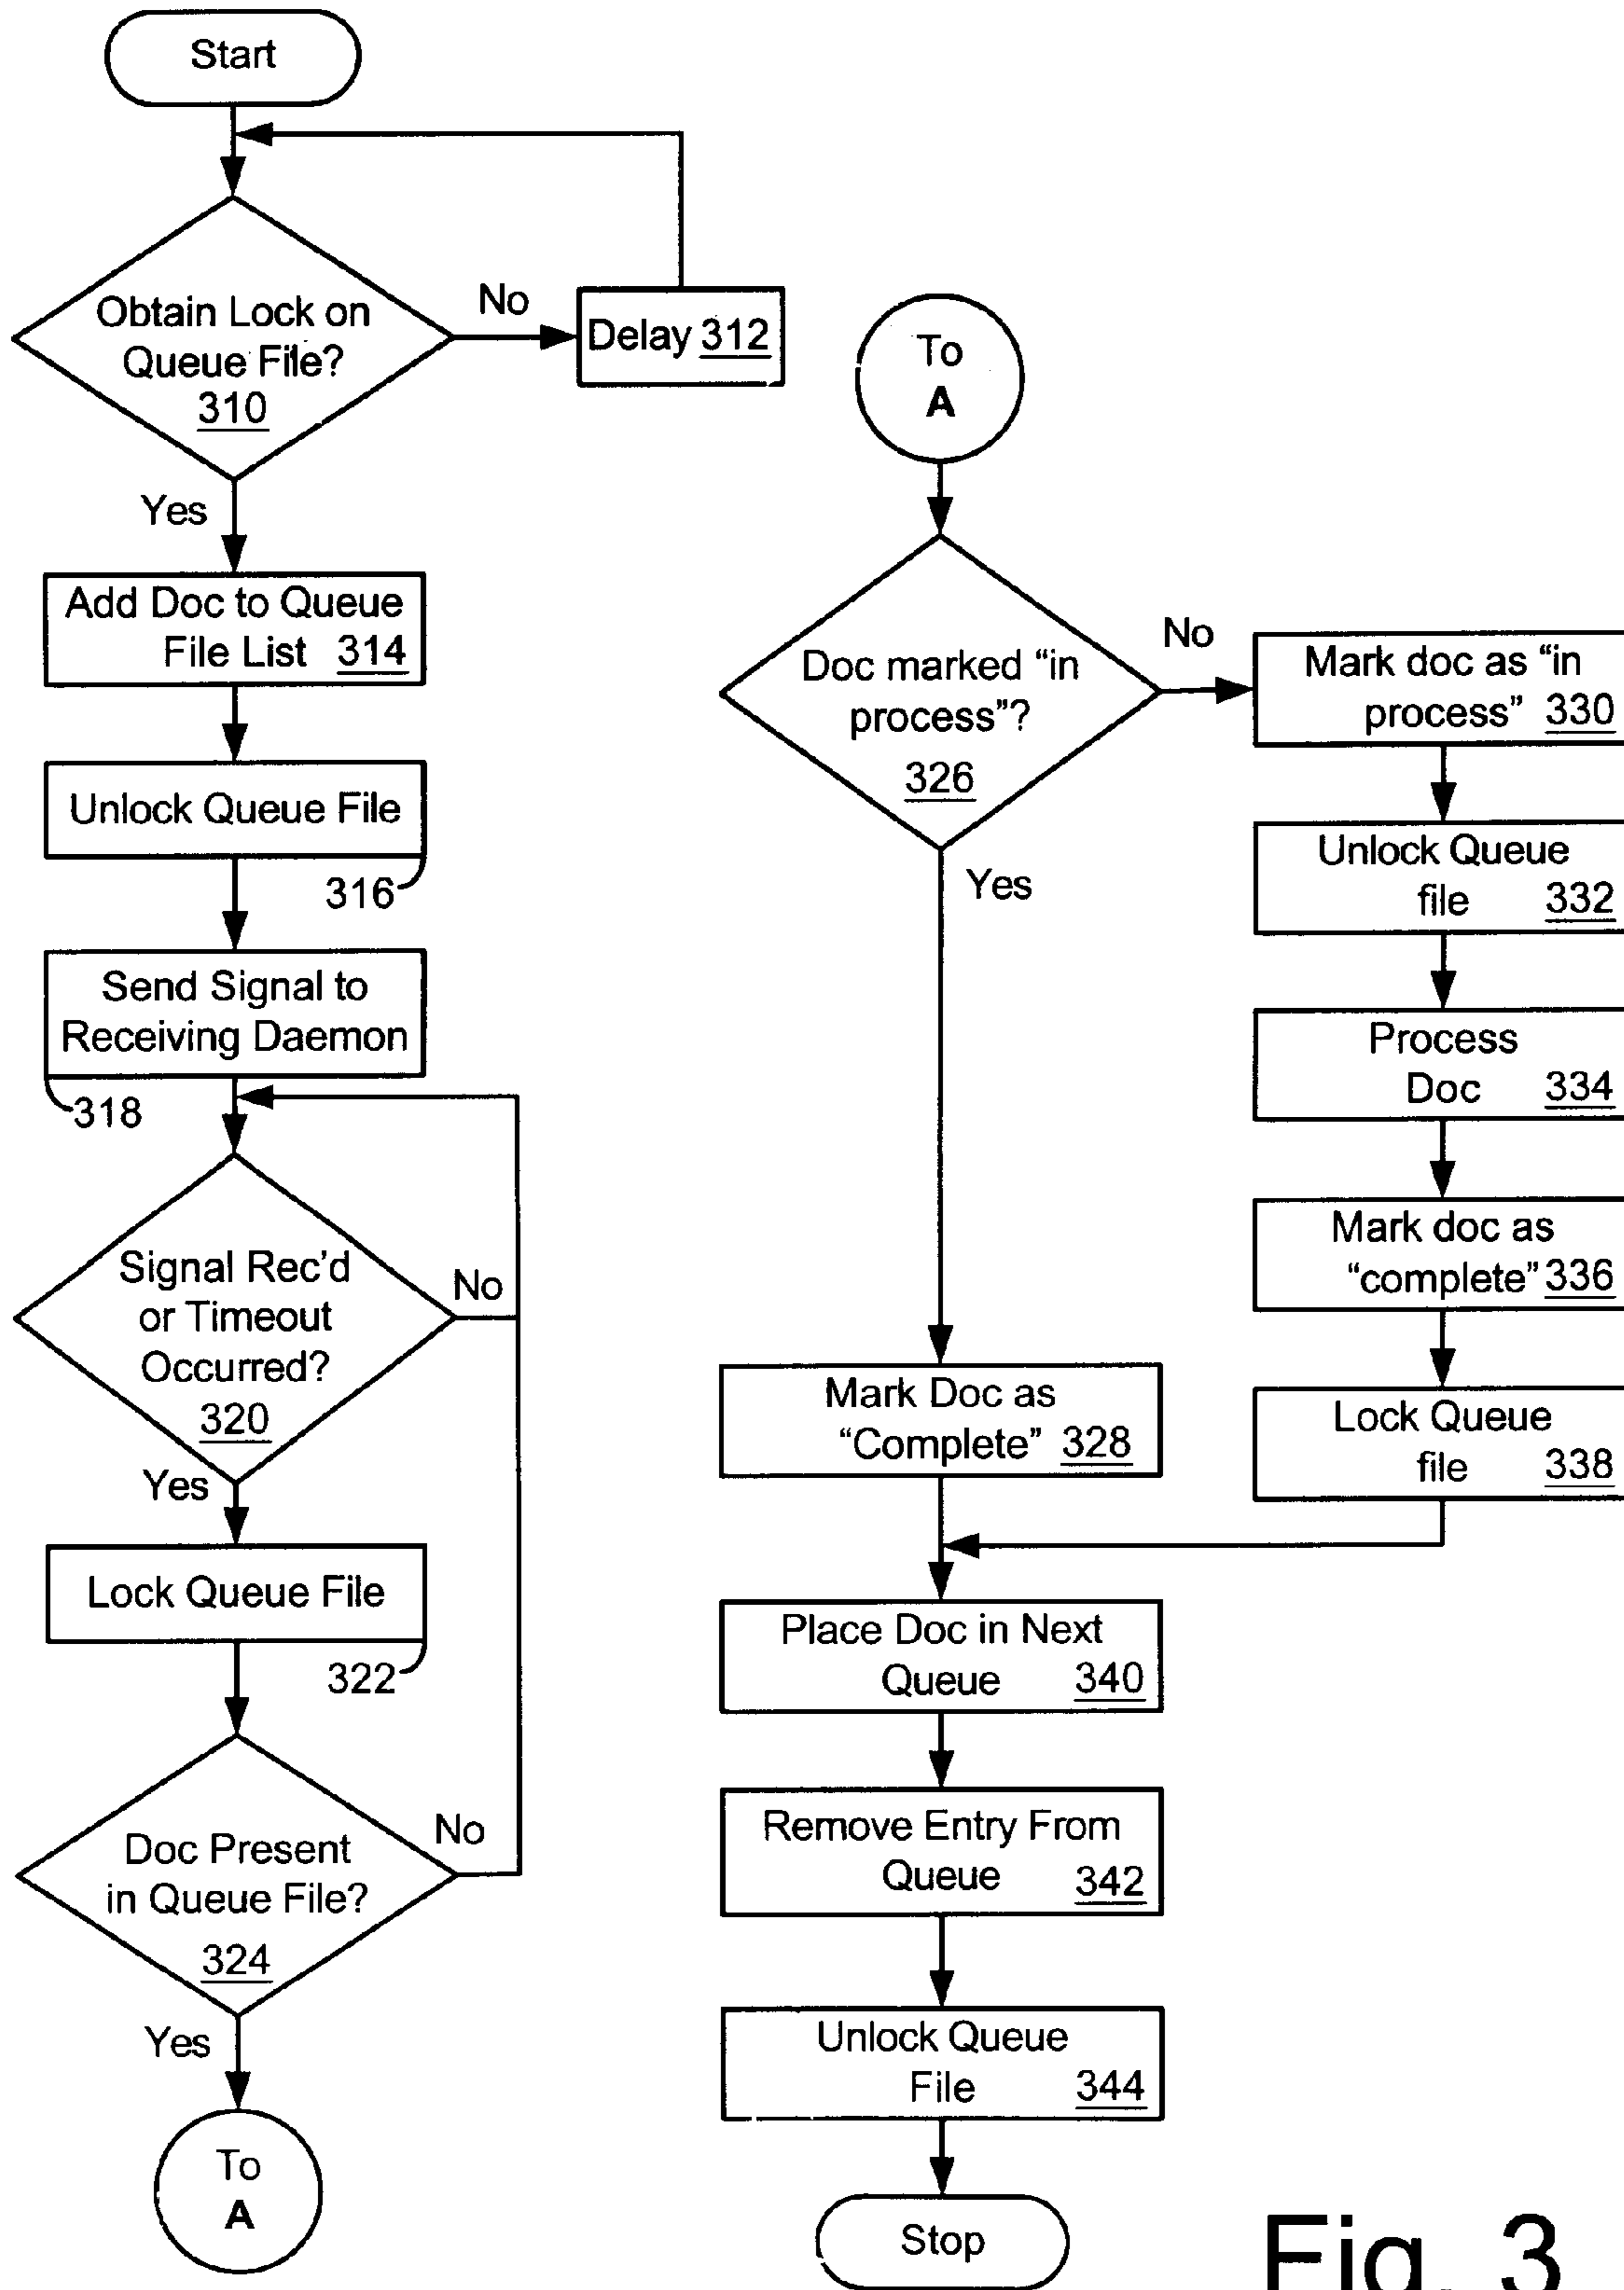 Start
Obtain Lock on
Queue File?
310
No
Delay 312
Yes
Add Doc to Queue
File List 314
Unlock Queue File
316
Send Signal to
Receiving Daemon
318
Signal Rec'd
or Timeout
Occurred?
320
No
Yes
Lock Queue File
322
Doc Present
in Queue File?
324
No
Yes
To
A
To
A
Doc marked “in
process”?
326
No
Yes
Mark doc as “in
process” 330
Unlock Queue
file 332
Process
Doc 334
Mark doc as
“complete” 336
Lock Queue
file 338
Mark Doc as
“Complete” 328
Place Doc in Next
Queue 340
Remove Entry From
Queue 342
Unlock Queue
File 344
Stop
Fig. 3